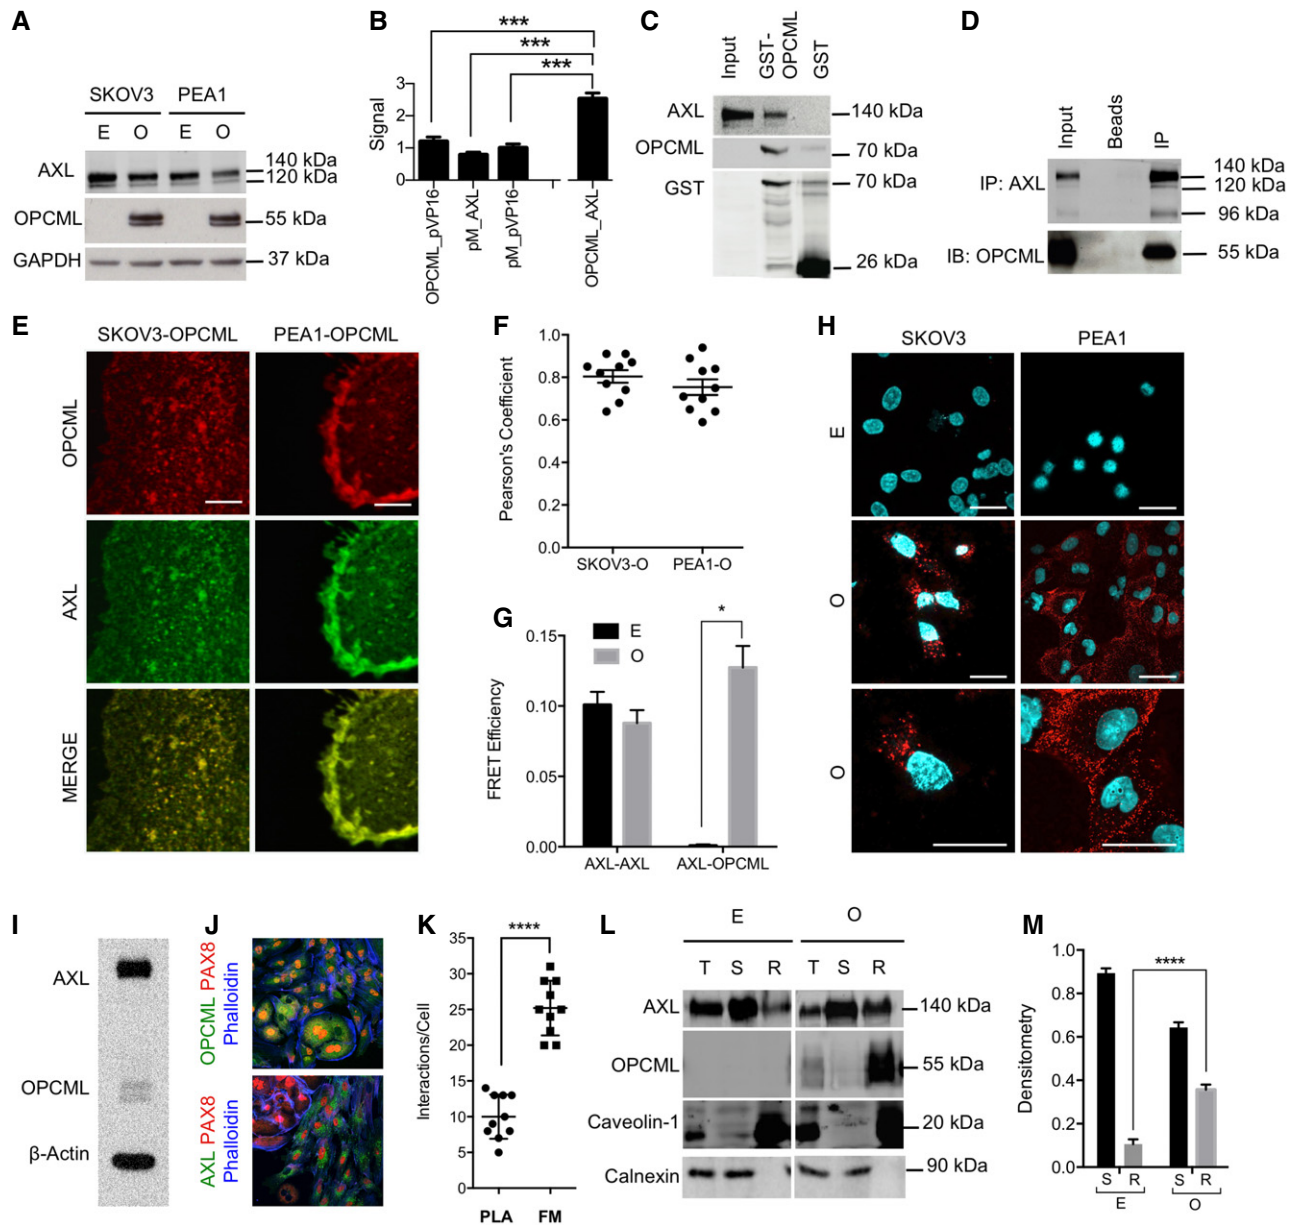 A
SKOV3 PEA1
E O E O
AXL
140 kDa
120 kDa
OPCML
55 kDa
GAPDH
37 kDa
B
***
***
***
Signal
3
2
1
0
OPCML_pVP16
pM_AXL
pM_pVP16
OPCML_AXL
C
Input
GST-OPCML
GST
AXL
140 kDa
OPCML
70 kDa
GST
70 kDa
26 kDa
D
Input
Beads
IP
IP: AXL
140 kDa
120 kDa
96 kDa
IB: OPCML
55 kDa
E
SKOV3-OPCML PEA1-OPCML
OPCML
AXL
MERGE
F
Pearson's Coefficient
1.0
0.8
0.6
0.4
0.2
0.0
SKOV3-O PEA1-O
G
E
O
*
FRET Efficiency
0.15
0.10
0.05
0.00
AXL-AXL AXL-OPCML
H
SKOV3 PEA1
E
O
O
I
AXL
OPCML
β-Actin
J
OPCML PAX8
Phalloidin
AXL PAX8
Phalloidin
K
****
Interactions/Cell
35
30
25
20
15
10
5
0
PLA FM
L
E O
T S R T S R
AXL
140 kDa
OPCML
55 kDa
Caveolin-1
20 kDa
Calnexin
90 kDa
M
****
Densitometry
1.0
0.8
0.6
0.4
0.2
0.0
S R S R
E O